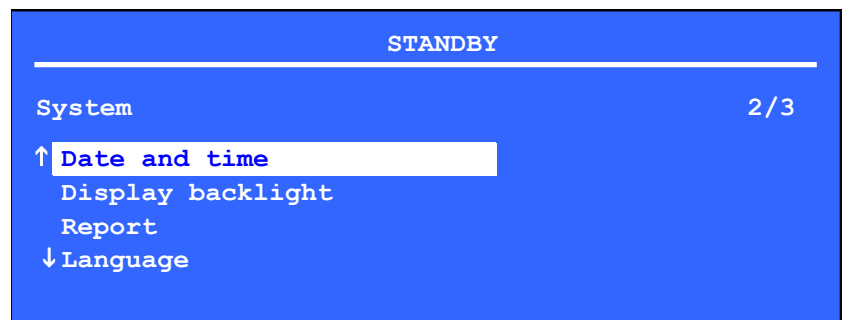 STANDBY
System 2/3
↑ Date and time
Display backlight
Report
↓ Language